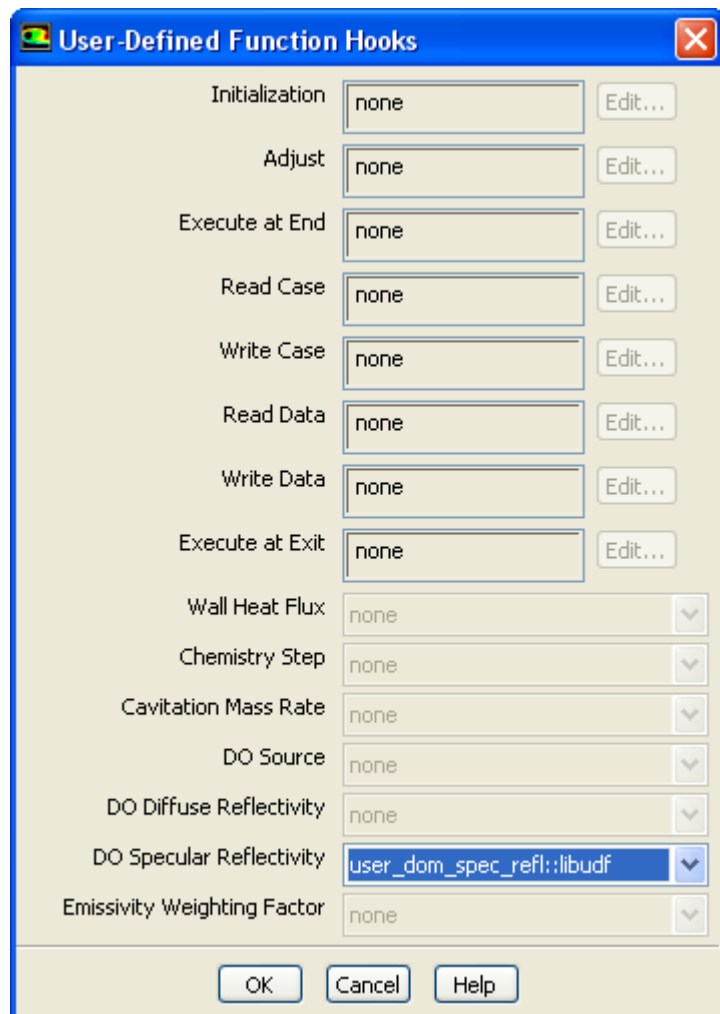 User-Defined Function Hooks
Initialization none Edit...
Adjust none Edit...
Execute at End none Edit...
Read Case none Edit...
Write Case none Edit...
Read Data none Edit...
Write Data none Edit...
Execute at Exit none Edit...
Wall Heat Flux none
Chemistry Step none
Cavitation Mass Rate none
DO Source none
DO Diffuse Reflectivity none
DO Specular Reflectivity user_dom_spec_refl::libudf
Emissivity Weighting Factor none
OK Cancel Help